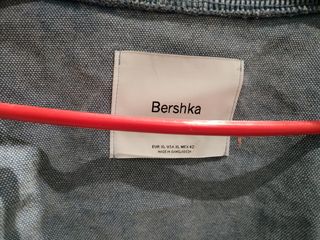 Bershka
EUR XL USA XL MEX 42
MADE IN BANGLADESH